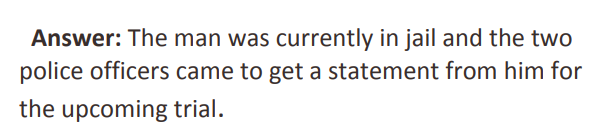 Answer: The man was currently in jail and the two
police officers came to get a statement from him for
the upcoming trial.